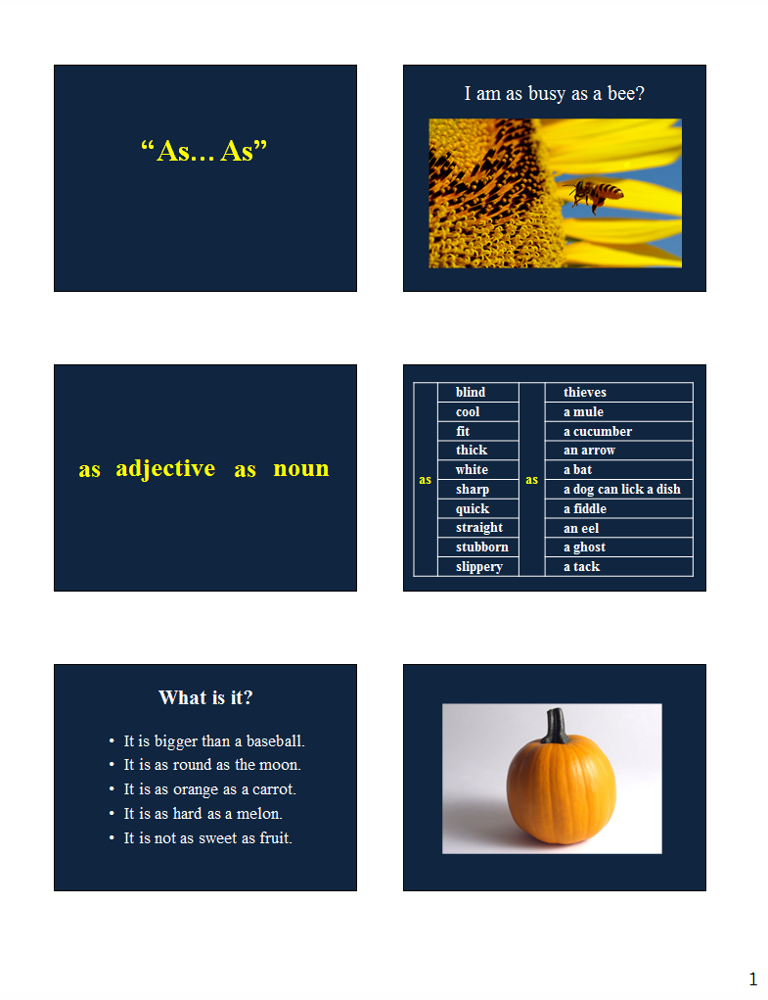 “As… As”
I am as busy as a bee?
as adjective as noun
blind thieves
cool a mule
fit a cucumber
thick an arrow
white a bat
as sharp as a dog can lick a dish
quick a fiddle
straight an eel
stubborn a ghost
slippery a tack
What is it?
• It is bigger than a baseball.
• It is as round as the moon.
• It is as orange as a carrot.
• It is as hard as a melon.
• It is not as sweet as fruit.
1